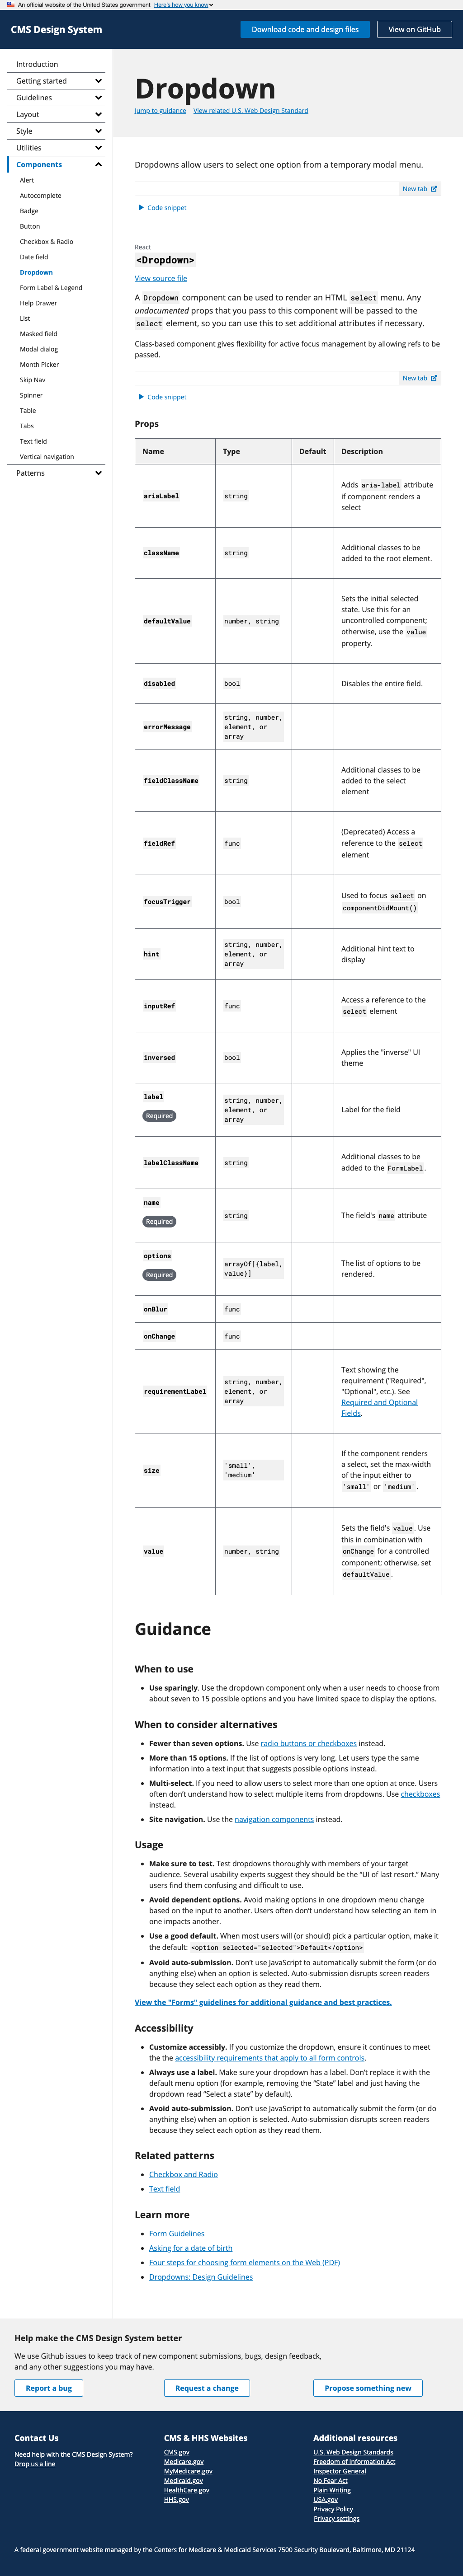 An official website of the United States government Here's how you know
CMS Design System
Download code and design files
View on GitHub
Introduction
Getting started
Guidelines
Layout
Style
Utilities
Components
Alert
Autocomplete
Badge
Button
Checkbox & Radio
Date field
Dropdown
Form Label & Legend
Help Drawer
List
Masked field
Modal dialog
Month Picker
Skip Nav
Spinner
Table
Tabs
Text field
Vertical navigation
Patterns
Dropdown
Jump to guidance View related U.S. Web Design Standard
Dropdowns allow users to select one option from a temporary modal menu.
New tab
Code snippet
React
<Dropdown>
View source file
A Dropdown component can be used to render an HTML select menu. Any
undocumented props that you pass to this component will be passed to the
select element, so you can use this to set additional attributes if necessary.
Class-based component gives flexibility for active focus management by allowing refs to be
passed.
New tab
Code snippet
Props
Name Type Default Description
ariaLabel string Adds aria-label attribute
if component renders a
select
className string Additional classes to be
added to the root element.
defaultValue number, string Sets the initial selected
state. Use this for an
uncontrolled component;
otherwise, use the value
property.
disabled bool Disables the entire field.
errorMessage string, number,
element, or
array
fieldClassName string Additional classes to be
added to the select
element
fieldRef func (Deprecated) Access a
reference to the select
element
focusTrigger bool Used to focus select on
componentDidMount()
hint string, number,
element, or
array Additional hint text to
display
inputRef func Access a reference to the
select element
inversed bool Applies the "inverse" UI
theme
label
Required string, number,
element, or
array Label for the field
labelClassName string Additional classes to be
added to the FormLabel.
name
Required string The field's name attribute
options
Required arrayOf[{label,
value}] The list of options to be
rendered.
onBlur func
onChange func
requirementLabel string, number,
element, or
array Text showing the
requirement ("Required",
"Optional", etc.). See
Required and Optional
Fields.
size 'small',
'medium' If the component renders
a select, set the max-width
of the input either to
'small' or 'medium'.
value number, string Sets the field's value. Use
this in combination with
onChange for a controlled
component; otherwise, set
defaultValue.
Guidance
When to use
Use sparingly. Use the dropdown component only when a user needs to choose from
about seven to 15 possible options and you have limited space to display the options.
When to consider alternatives
Fewer than seven options. Use radio buttons or checkboxes instead.
More than 15 options. If the list of options is very long. Let users type the same
information into a text input that suggests possible options instead.
Multi-select. If you need to allow users to select more than one option at once. Users
often don't understand how to select multiple items from dropdowns. Use checkboxes
instead.
Site navigation. Use the navigation components instead.
Usage
Make sure to test. Test dropdowns thoroughly with members of your target
audience. Several usability experts suggest they should be the "UI of last resort." Many
users find them confusing and difficult to use.
Avoid dependent options. Avoid making options in one dropdown menu change
based on the input to another. Users often don't understand how selecting an item in
one impacts another.
Use a good default. When most users will (or should) pick a particular option, make it
the default: <option selected="selected">Default</option>
Avoid auto-submission. Don't use JavaScript to automatically submit the form (or do
anything else) when an option is selected. Auto-submission disrupts screen readers
because they select each option as they read them.
View the "Forms" guidelines for additional guidance and best practices.
Accessibility
Customize accessibly. If you customize the dropdown, ensure it continues to meet
the the accessibility requirements that apply to all form controls.
Always use a label. Make sure your dropdown has a label. Don't replace it with the
default menu option (for example, removing the "State" label and just having the
dropdown read "Select a state" by default).
Avoid auto-submission. Don't use JavaScript to automatically submit the form (or do
anything else) when an option is selected. Auto-submission disrupts screen readers
because they select each option as they read them.
Related patterns
Checkbox and Radio
Text field
Learn more
Form Guidelines
Asking for a date of birth
Four steps for choosing form elements on the Web (PDF)
Dropdowns: Design Guidelines
Help make the CMS Design System better
We use Github issues to keep track of new component submissions, bugs, design feedback,
and any other suggestions you may have.
Report a bug
Request a change
Propose something new
Contact Us
Need help with the CMS Design System?
Drop us a line
CMS & HHS Websites
CMS.gov
Medicare.gov
MyMedicare.gov
Medicaid.gov
HealthCare.gov
HHS.gov
Additional resources
U.S. Web Design Standards
Freedom of Information Act
Inspector General
No Fear Act
Plain Writing
USA.gov
Privacy Policy
Privacy settings
A federal government website managed by the Centers for Medicare & Medicaid Services 7500 Security Boulevard, Baltimore, MD 21124